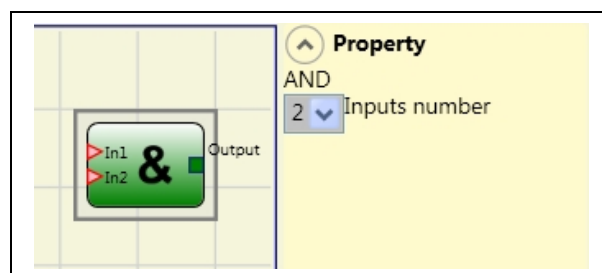 Property
AND
2 Inputs number
In1
In2
&
Output